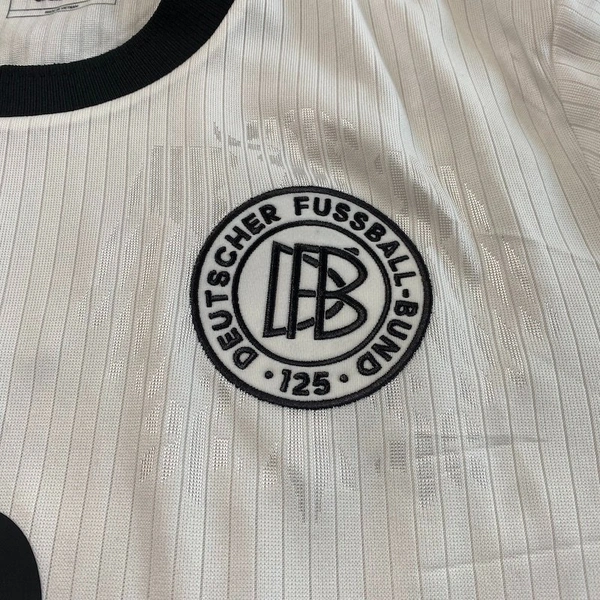 DEUTSCHER FUSSBALL-BUND
DFB
· 125 ·